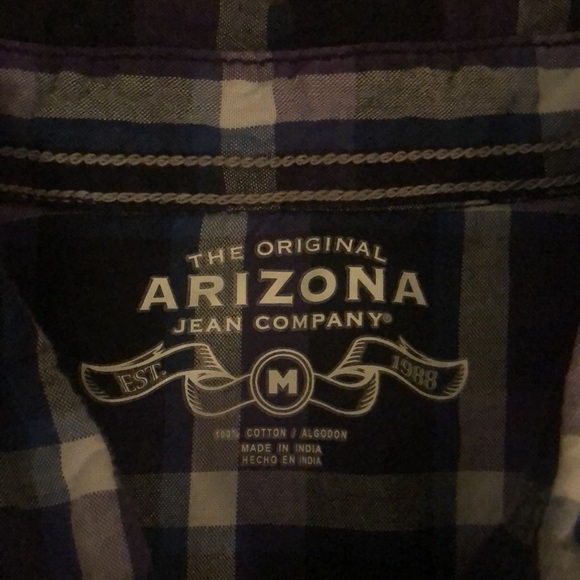 THE ORIGINAL
ARIZONA
JEAN COMPANY®
EST. M 1988
100% COTTON / ALGODON
MADE IN INDIA
HECHO EN INDIA